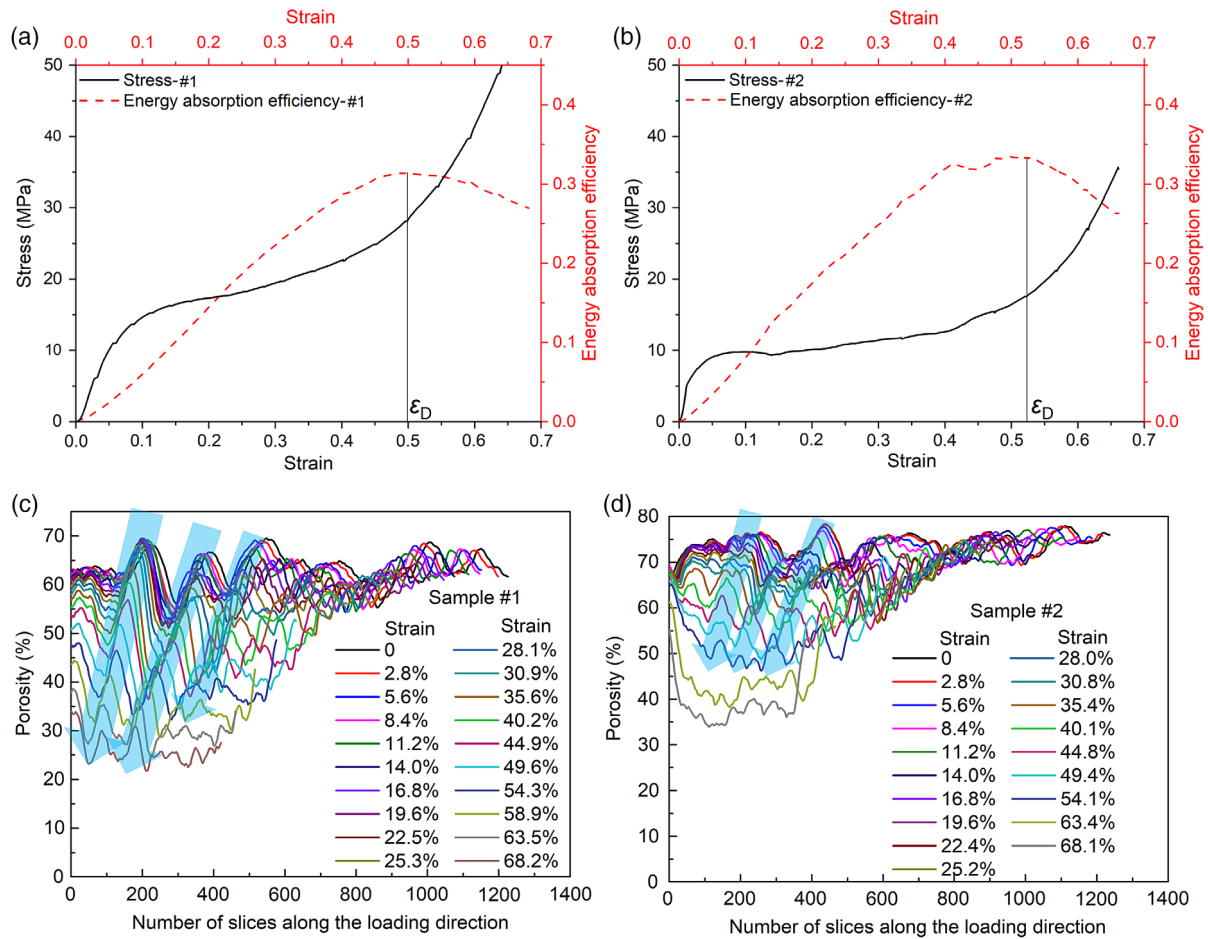 (a)
Strain
0.0 0.1 0.2 0.3 0.4 0.5 0.6 0.7
Stress-#1
Energy absorption efficiency-#1
50
40
30
20
10
0
Stress (MPa)
0.4
0.3
0.2
0.1
0.0
Energy absorption efficiency
εD
0.0 0.1 0.2 0.3 0.4 0.5 0.6 0.7
Strain
(b)
Strain
0.0 0.1 0.2 0.3 0.4 0.5 0.6 0.7
Stress-#2
Energy absorption efficiency-#2
50
40
30
20
10
0
Stress (MPa)
0.4
0.3
0.2
0.1
0.0
Energy absorption efficiency
εD
0.0 0.1 0.2 0.3 0.4 0.5 0.6 0.7
Strain
(c)
70
65
60
55
50
45
40
35
30
25
20
0
Porosity (%)
Sample #1
Strain
0
2.8%
5.6%
8.4%
11.2%
14.0%
16.8%
19.6%
22.5%
25.3%
Strain
28.1%
30.9%
35.6%
40.2%
44.9%
49.6%
54.3%
58.9%
63.5%
68.2%
0 200 400 600 800 1000 1200 1400
Number of slices along the loading direction
(d)
80
75
70
65
60
55
50
45
40
35
30
0
Porosity (%)
Sample #2
Strain
0
2.8%
5.6%
8.4%
11.2%
14.0%
16.8%
19.6%
22.4%
25.2%
Strain
28.0%
30.8%
35.4%
40.1%
44.8%
49.4%
54.1%
63.4%
68.1%
0 200 400 600 800 1000 1200 1400
Number of slices along the loading direction